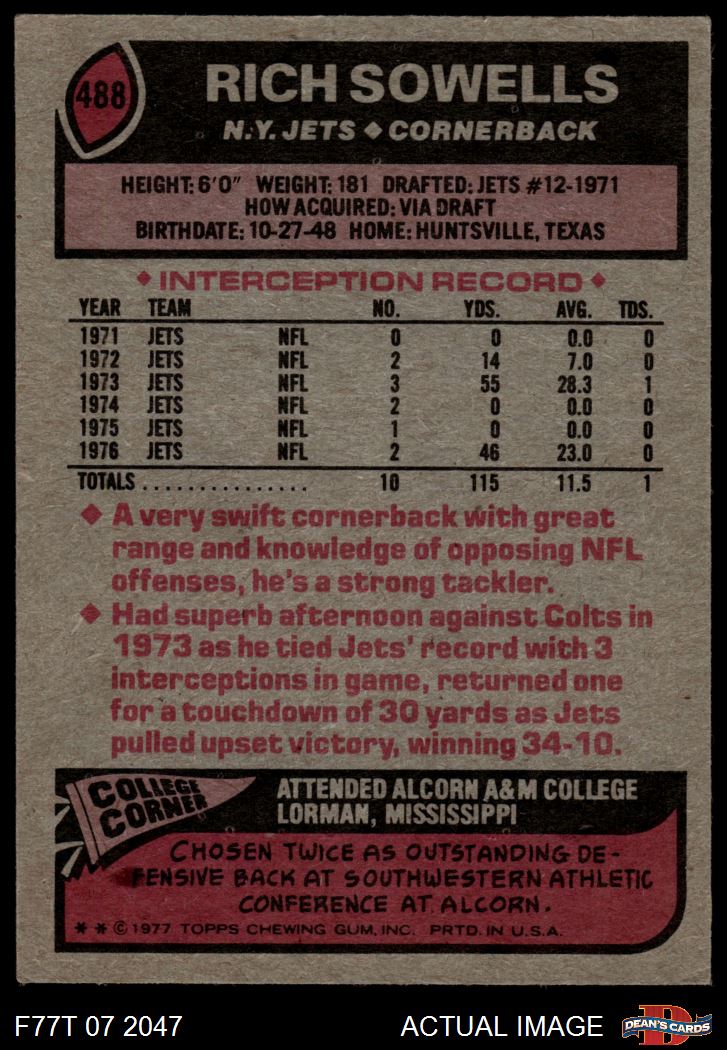 488
RICH SOWELLS
N.Y. JETS ◆ CORNERBACK
HEIGHT: 6'0" WEIGHT: 181 DRAFTED: JETS #12-1971
HOW ACQUIRED: VIA DRAFT
BIRTHDATE: 10-27-48 HOME: HUNTSVILLE, TEXAS
◆ INTERCEPTION RECORD ◆
YEAR TEAM NO. YDS. AVG. TDS.
1971 JETS NFL 0 0 0.0 0
1972 JETS NFL 2 14 7.0 0
1973 JETS NFL 3 55 28.3 1
1974 JETS NFL 2 0 0.0 0
1975 JETS NFL 1 0 0.0 0
1976 JETS NFL 2 46 23.0 0
TOTALS ................ 10 115 11.5 1
◆ A very swift cornerback with great
range and knowledge of opposing NFL
offenses, he's a strong tackler.
◆ Had superb afternoon against Colts in
1973 as he tied Jets' record with 3
interceptions in game, returned one
for a touchdown of 30 yards as Jets
pulled upset victory, winning 34-10.
COLLEGE
CORNER
ATTENDED ALCORN A&M COLLEGE
LORMAN, MISSISSIPPI
CHOSEN TWICE AS OUTSTANDING DE-
FENSIVE BACK AT SOUTHWESTERN ATHLETIC
CONFERENCE AT ALCORN.
* * © 1977 TOPPS CHEWING GUM, INC. PRTD. IN U.S.A.
F77T 07 2047
ACTUAL IMAGE
D
DEAN'S CARDS